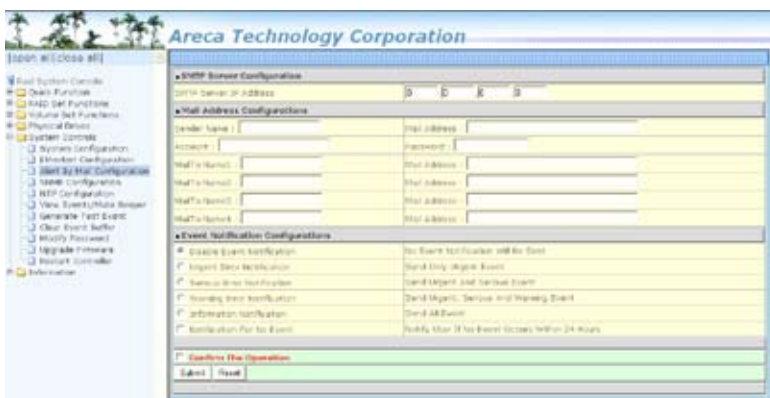 Areca Technology Corporation
[open all|close all]
Raid System Console
Quick Function
RAID Set Functions
Volume Set Functions
Physical Drives
System Controls
System Configuration
Ethernet Configuration
Alert By Mail Configuration
SNMP Configuration
NTP Configuration
View Events/Mute Beeper
Generate Test Event
Clear Event Buffer
Modify Password
Upgrade Firmware
Restart Controller
Information
SMTP Server Configuration
SMTP Server IP Address 0 0 0 0
Mail Address Configurations
Sender Name : Mail Address :
Account : Password :
MailTo Name1 : Mail Address :
MailTo Name2 : Mail Address :
MailTo Name3 : Mail Address :
MailTo Name4 : Mail Address :
Event Notification Configurations
Disable Event Notification No Event Notification Will Be Sent
Urgent Error Notification Send Only Urgent Event
Serious Error Notification Send Urgent And Serious Event
Warning Error Notification Send Urgent, Serious And Warning Event
Information Notification Send All Event
Notification For No Event Notify User If No Event Occurs Within 24 Hours
Confirm The Operation
Submit Reset